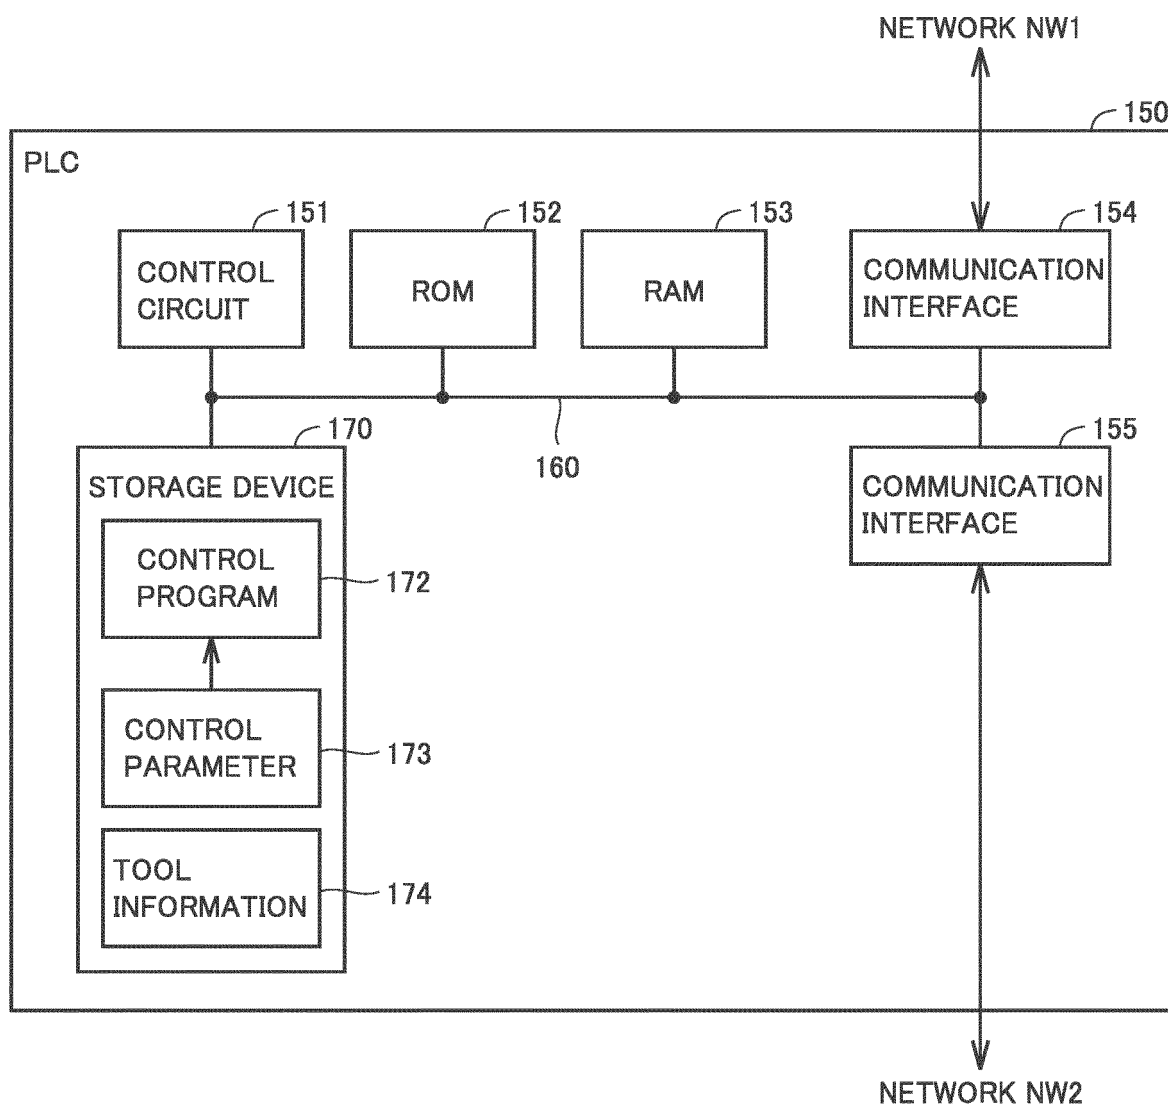 NETWORK NW1
150
PLC
151
152
153
154
CONTROL
CIRCUIT
ROM
RAM
COMMUNICATION
INTERFACE
170
160
155
STORAGE DEVICE
COMMUNICATION
INTERFACE
CONTROL
PROGRAM
172
CONTROL
PARAMETER
173
TOOL
INFORMATION
174
NETWORK NW2